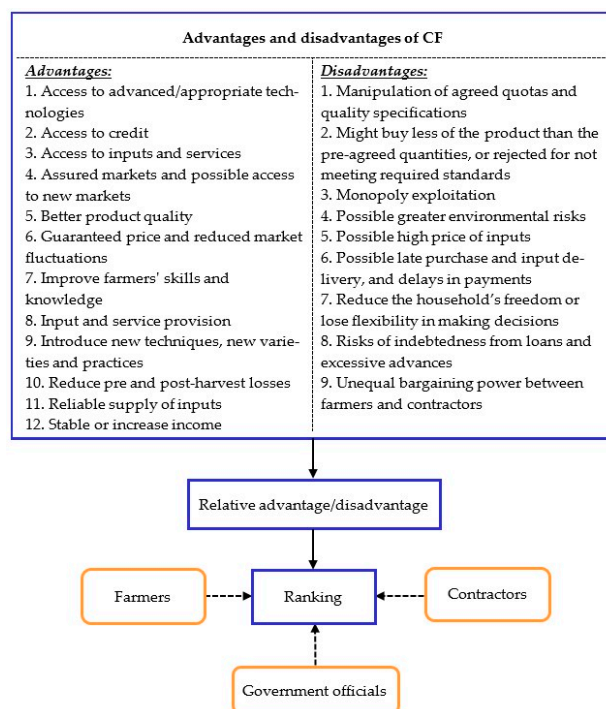 Advantages and disadvantages of CF
Advantages:
1. Access to advanced/appropriate tech-
nologies
2. Access to credit
3. Access to inputs and services
4. Assured markets and possible access
to new markets
5. Better product quality
6. Guaranteed price and reduced market
fluctuations
7. Improve farmers' skills and
knowledge
8. Input and service provision
9. Introduce new techniques, new varie-
ties and practices
10. Reduce pre and post-harvest losses
11. Reliable supply of inputs
12. Stable or increase income
Disadvantages:
1. Manipulation of agreed quotas and
quality specifications
2. Might buy less of the product than the
pre-agreed quantities, or rejected for not
meeting required standards
3. Monopoly exploitation
4. Possible greater environmental risks
5. Possible high price of inputs
6. Possible late purchase and input de-
livery, and delays in payments
7. Reduce the household’s freedom or
lose flexibility in making decisions
8. Risks of indebtedness from loans and
excessive advances
9. Unequal bargaining power between
farmers and contractors
Relative advantage/disadvantage
Farmers
Ranking
Contractors
Government officials